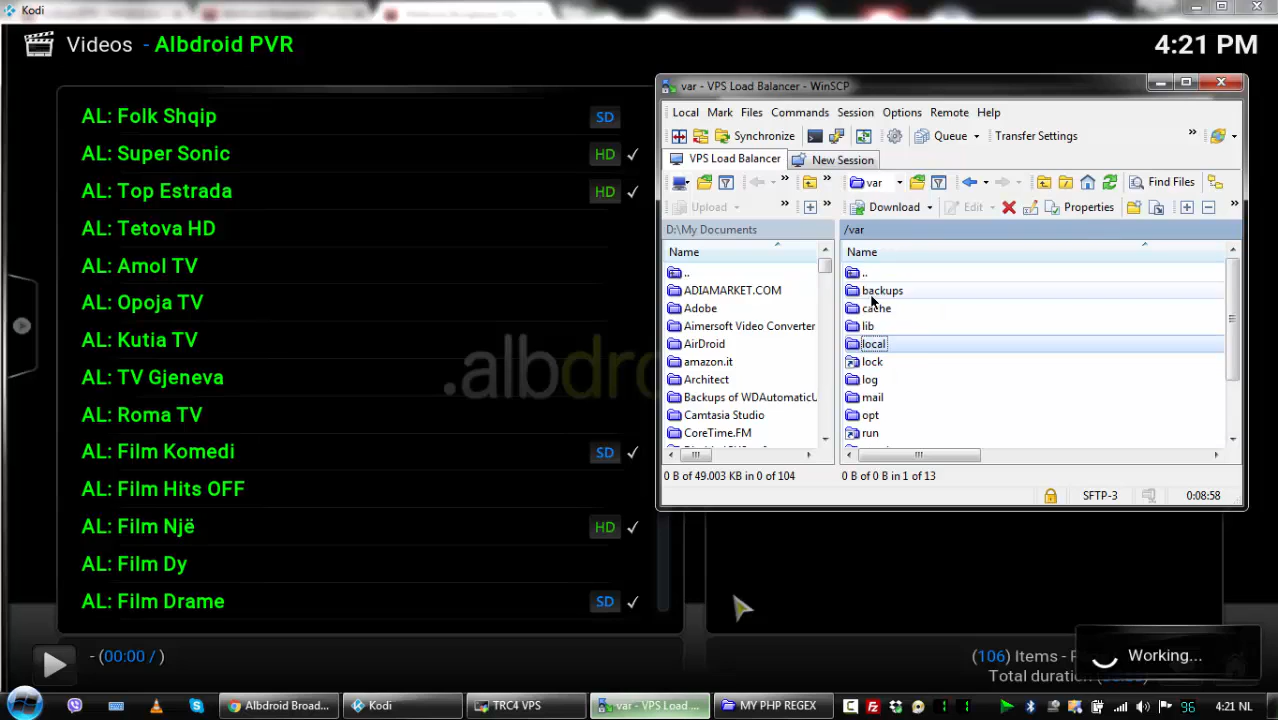 Kodi
Videos - Albdroid PVR
4:21 PM
AL: Folk Shqip SD
AL: Super Sonic HD
AL: Top Estrada HD
AL: Tetova HD
AL: Amol TV
AL: Opoja TV
AL: Kutia TV
AL: TV Gjeneva
AL: Roma TV
AL: Film Komedi SD
AL: Film Hits OFF
AL: Film Një HD
AL: Film Dy
AL: Film Drame SD
.albdro
- (00:00 / )
(106) Items -
Total duration
Working...
var - VPS Load Balancer - WinSCP
Local Mark Files Commands Session Options Remote Help
Synchronize Queue Transfer Settings
VPS Load Balancer New Session
var Find Files
Upload Download Edit Properties
D:\My Documents
Name
..
ADIAMARKET.COM
Adobe
Aimersoft Video Converter
AirDroid
amazon.it
Architect
Backups of WDAutomaticU
Camtasia Studio
CoreTime.FM
/var
Name
..
backups
cache
lib
local
lock
log
mail
opt
run
0 B of 49.003 KB in 0 of 104
0 B of 0 B in 1 of 13
SFTP-3 0:08:58
Albdroid Broad... Kodi TRC4 VPS var - VPS Load ... MY PHP REGEX
96 4:21 NL